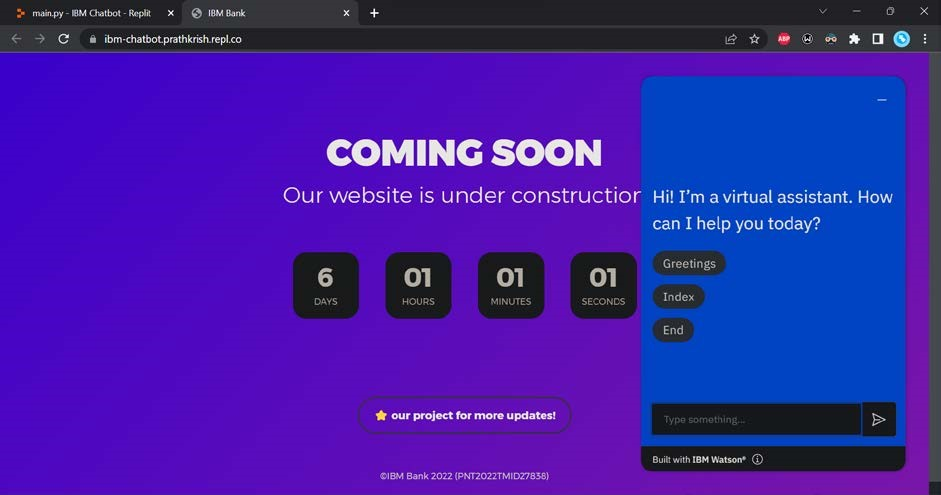 main.py - IBM Chatbot - Replit
IBM Bank
ibm-chatbot.prathkrish.repl.co
ABP
COMING SOON
Our website is under construction
6
DAYS
01
HOURS
01
MINUTES
01
SECONDS
our project for more updates!
©IBM Bank 2022 (PNT2022TMID27838)
Hi! I'm a virtual assistant. How
can I help you today?
Greetings
Index
End
Type something...
Built with IBM Watson®